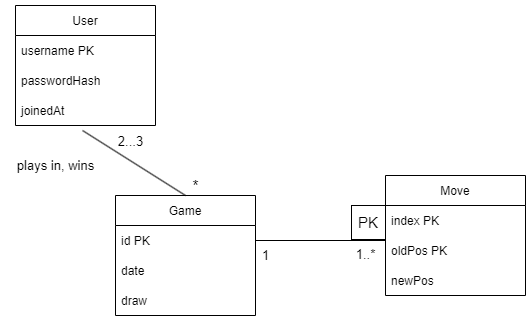 User
username PK
passwordHash
joinedAt
2...3
plays in, wins
*
Game
id PK
date
draw
1
1..*
PK
Move
index PK
oldPos PK
newPos